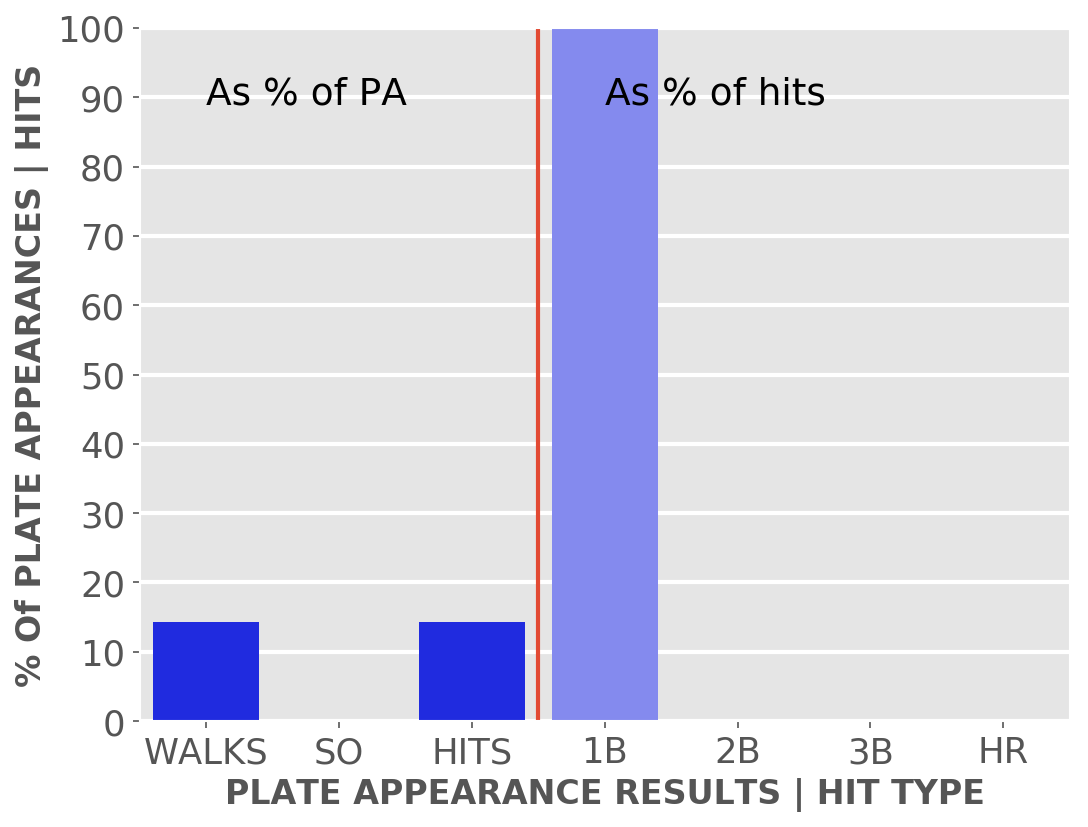 100
90
80
70
60
50
40
30
20
10
0
% Of PLATE APPEARANCES | HITS
As % of PA
As % of hits
WALKS SO HITS 1B 2B 3B HR
PLATE APPEARANCE RESULTS | HIT TYPE